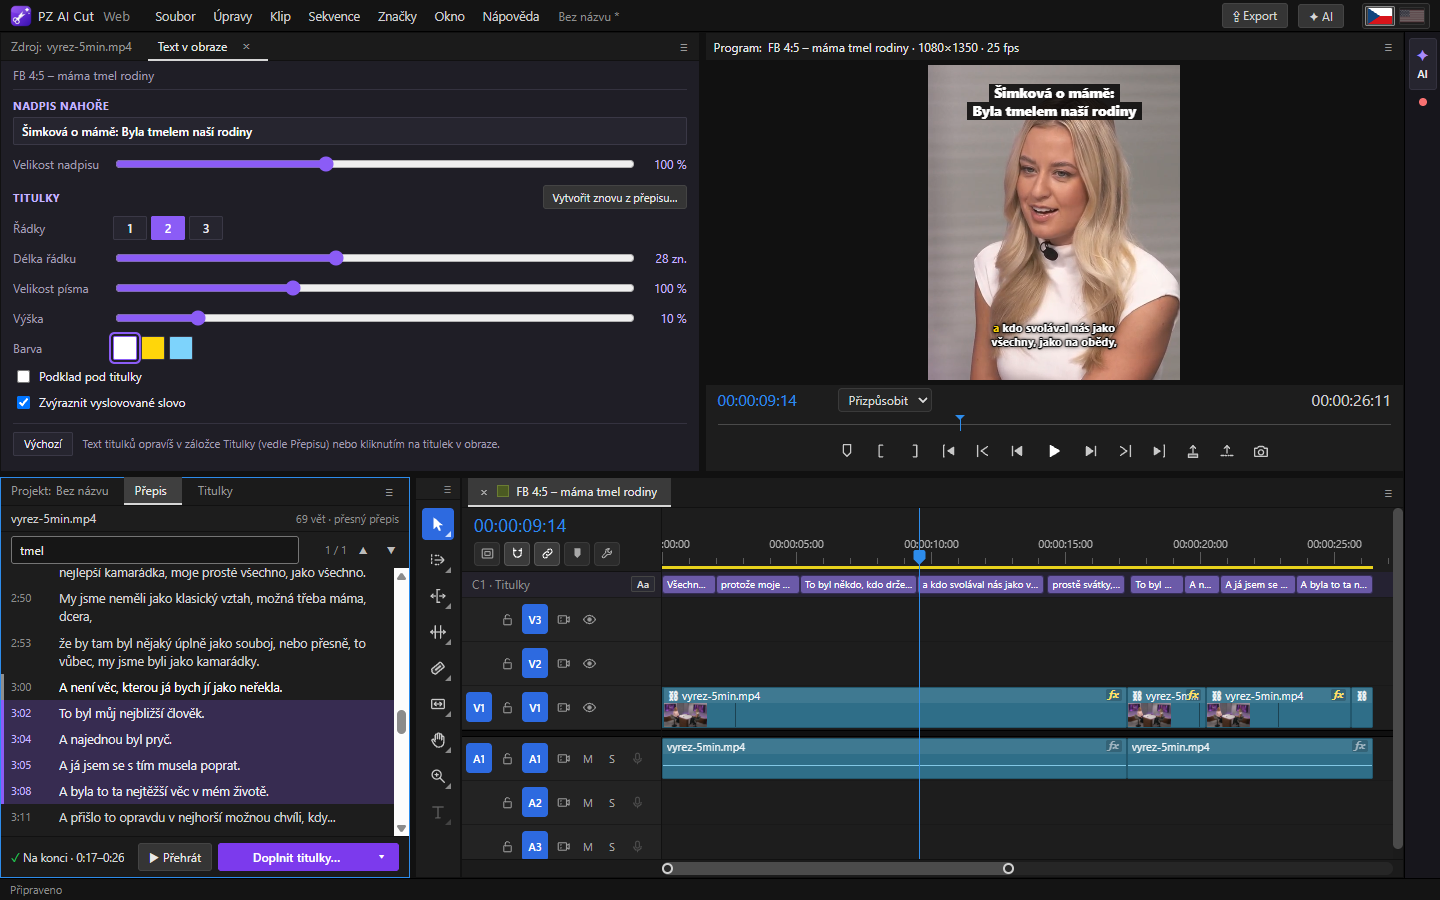 PZ AI Cut Web Soubor Úpravy Klip Sekvence Značky Okno Nápověda Bez názvu *
Export AI
Zdroj: vyrez-5min.mp4 Text v obraze ×
Program: FB 4:5 – máma tmel rodiny · 1080×1350 · 25 fps
AI
FB 4:5 – máma tmel rodiny
NADPIS NAHOŘE
Šimková o mámě: Byla tmelem naší rodiny
Velikost nadpisu 100 %
TITULKY Vytvořit znovu z přepisu...
Řádky 1 2 3
Délka řádku 28 zn.
Velikost písma 100 %
Výška 10 %
Barva
Podklad pod titulky
Zvýraznit vyslovované slovo
Výchozí Text titulků opravíš v záložce Titulky (vedle Přepisu) nebo kliknutím na titulek v obraze.
Šimková o mámě:
Byla tmelem naší rodiny
a kdo svolával nás jako
všechny, jako na obědy,
00:00:09:14 Přizpůsobit 00:00:26:11
Projekt: Bez názvu Přepis Titulky
vyrez-5min.mp4 69 vět · přesný přepis
tmel 1 / 1
nejlepší kamarádka, moje prostě všechno, jako všechno.
2:50 My jsme neměli jako klasický vztah, možná třeba máma,
dcera,
2:53 že by tam byl nějaký úplně jako souboj, nebo přesně, to
vůbec, my jsme byli jako kamarádky.
3:00 A není věc, kterou já bych jí jako neřekla.
3:02 To byl můj nejbližší člověk.
3:04 A najednou byl pryč.
3:05 A já jsem se s tím musela poprat.
3:08 A byla to ta nejtěžší věc v mém životě.
3:11 A přišlo to opravdu v nejhorší možnou chvíli, kdy...
✓ Na konci · 0:17–0:26 Přehrát Doplnit titulky...
× FB 4:5 – máma tmel rodiny
00:00:09:14
:00:00 00:00:05:00 00:00:10:00 00:00:15:00 00:00:20:00 00:00:25:00
C1 · Titulky Aa Všechn... protože moje ... To byl někdo, kdo drže... a kdo svolával nás jako v... prostě svátky,... To byl ... A n... A já jsem se ... A byla to ta n...
V3
V2
V1 V1 vyrez-5min.mp4 fx vyrez-5m fx vyrez-5min.mp4 fx
A1 A1 M S vyrez-5min.mp4 fx vyrez-5min.mp4 fx
A2 M S
A3 M S
T
Připraveno